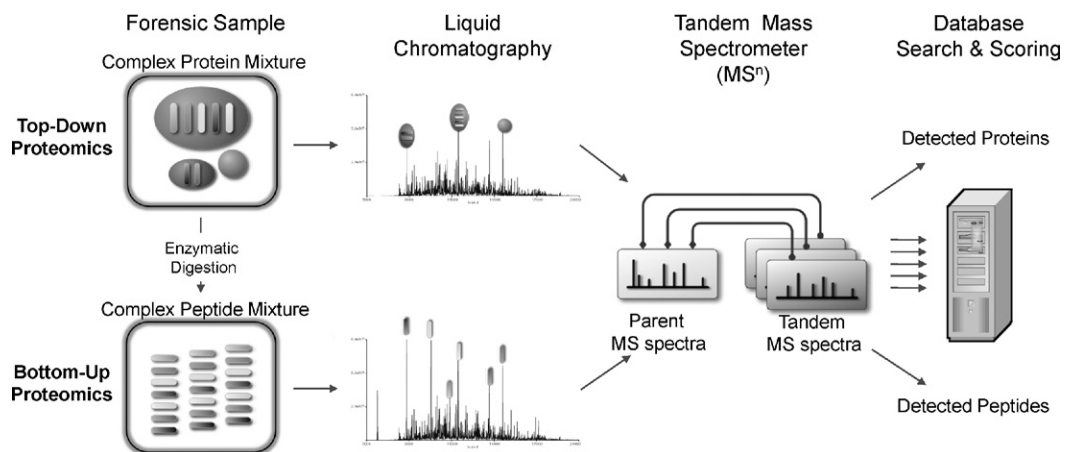 Forensic Sample
Liquid
Chromatography
Tandem Mass
Spectrometer
(MSⁿ)
Database
Search & Scoring
Complex Protein Mixture
Top-Down
Proteomics
Detected Proteins
Enzymatic
Digestion
Complex Peptide Mixture
Parent
MS spectra
Tandem
MS spectra
Bottom-Up
Proteomics
Detected Peptides